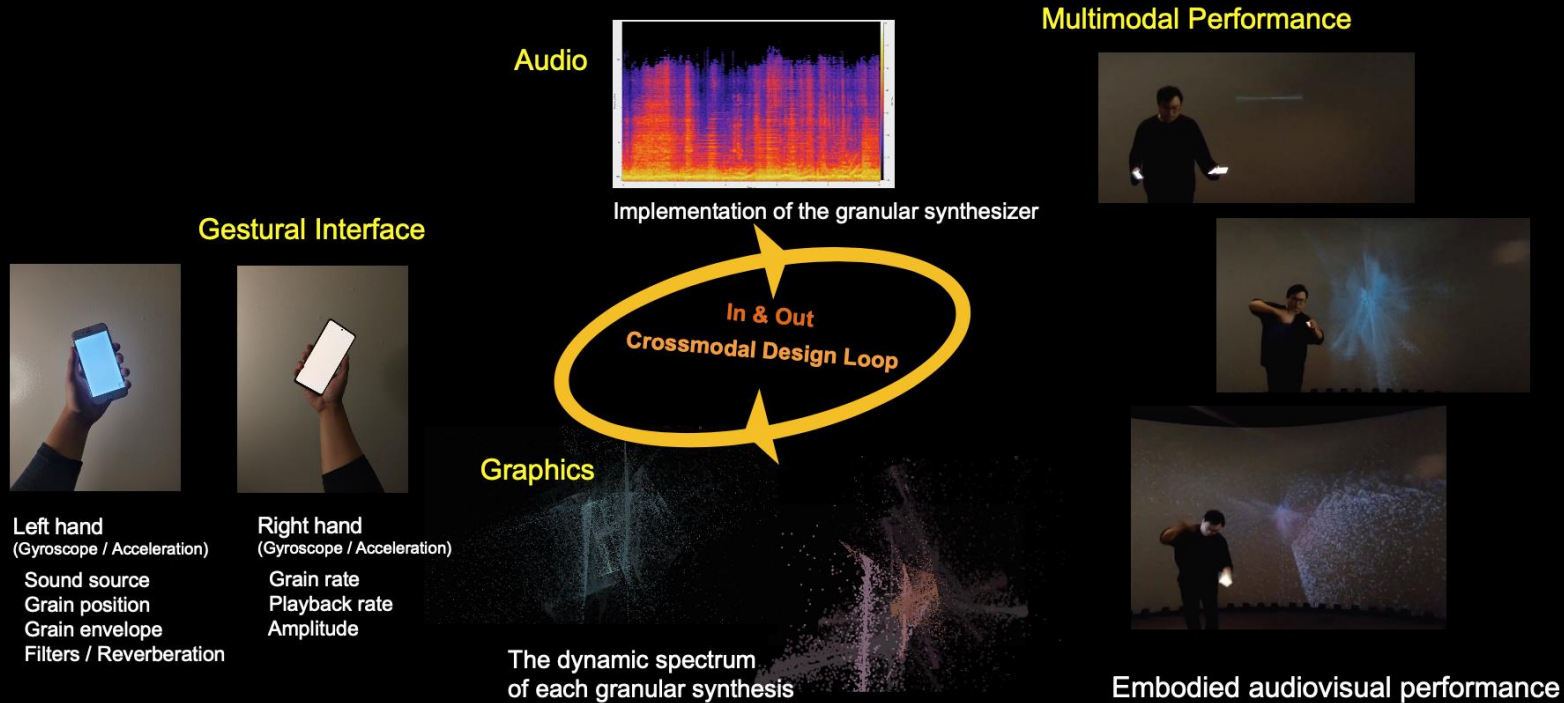 Multimodal Performance
Audio
Implementation of the granular synthesizer
Gestural Interface
In & Out
Crossmodal Design Loop
Graphics
Left hand
(Gyroscope / Acceleration)
Sound source
Grain position
Grain envelope
Filters / Reverberation
Right hand
(Gyroscope / Acceleration)
Grain rate
Playback rate
Amplitude
The dynamic spectrum
of each granular synthesis
Embodied audiovisual performance